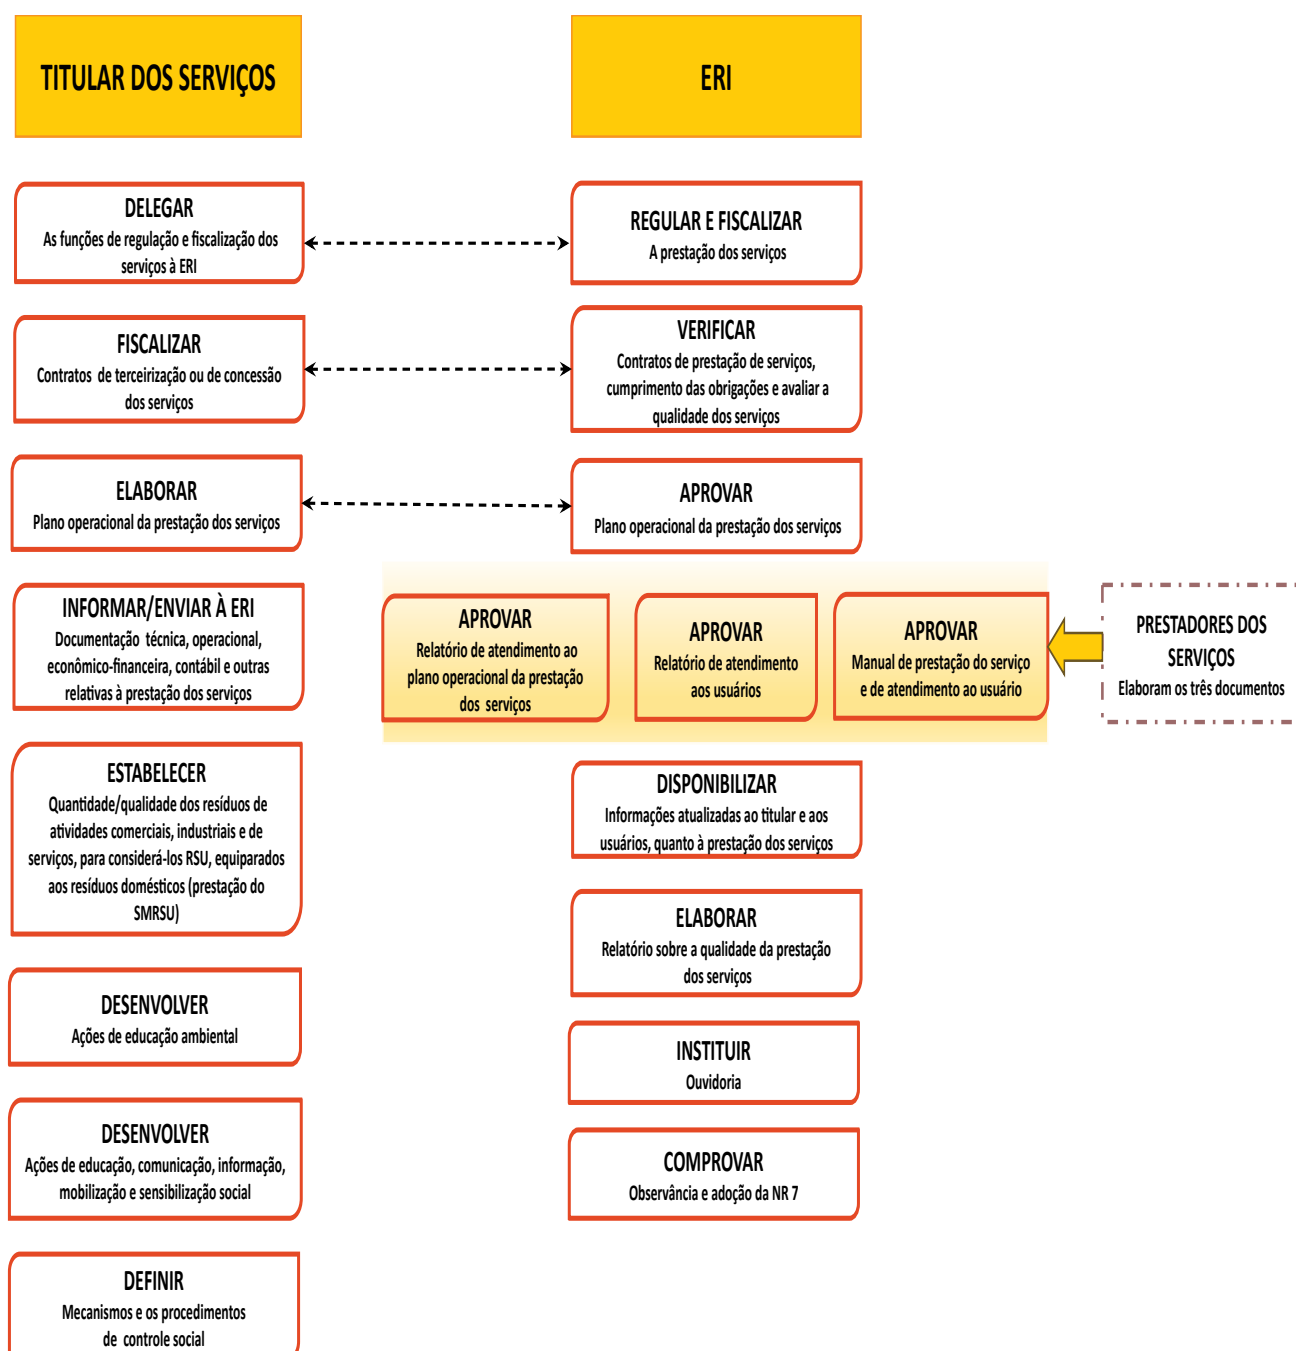 TITULAR DOS SERVIÇOS
ERI
DELEGAR
As funções de regulação e fiscalização dos
serviços à ERI
REGULAR E FISCALIZAR
A prestação dos serviços
FISCALIZAR
Contratos de terceirização ou de concessão
dos serviços
VERIFICAR
Contratos de prestação de serviços,
cumprimento das obrigações e avaliar a
qualidade dos serviços
ELABORAR
Plano operacional da prestação dos serviços
APROVAR
Plano operacional da prestação dos serviços
INFORMAR/ENVIAR À ERI
Documentação técnica, operacional,
econômico-financeira, contábil e outras
relativas à prestação dos serviços
APROVAR
Relatório de atendimento ao
plano operacional da prestação
dos serviços
APROVAR
Relatório de atendimento
aos usuários
APROVAR
Manual de prestação do serviço
e de atendimento ao usuário
PRESTADORES DOS
SERVIÇOS
Elaboram os três documentos
ESTABELECER
Quantidade/qualidade dos resíduos de
atividades comerciais, industriais e de
serviços, para considerá-los RSU, equiparados
aos resíduos domésticos (prestação do
SMRSU)
DISPONIBILIZAR
Informações atualizadas ao titular e aos
usuários, quanto à prestação dos serviços
ELABORAR
Relatório sobre a qualidade da prestação
dos serviços
DESENVOLVER
Ações de educação ambiental
INSTITUIR
Ouvidoria
DESENVOLVER
Ações de educação, comunicação, informação,
mobilização e sensibilização social
COMPROVAR
Observância e adoção da NR 7
DEFINIR
Mecanismos e os procedimentos
de controle social